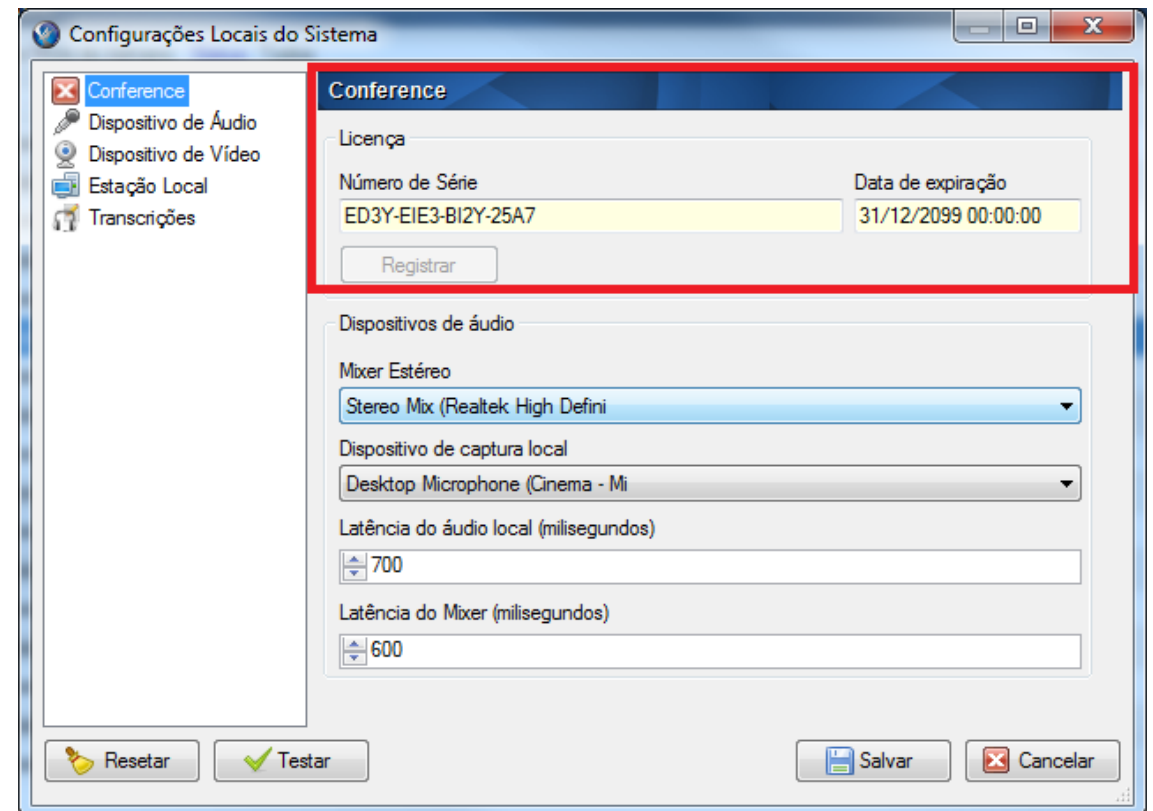 Configurações Locais do Sistema
Conference
Dispositivo de Áudio
Dispositivo de Vídeo
Estação Local
Transcrições
Conference
Licença
Número de Série
Data de expiração
ED3Y-EIE3-BI2Y-25A7
31/12/2099 00:00:00
Registrar
Dispositivos de áudio
Mixer Estéreo
Stereo Mix (Realtek High Defini
Dispositivo de captura local
Desktop Microphone (Cinema - Mi
Latência do áudio local (milisegundos)
700
Latência do Mixer (milisegundos)
600
Resetar
Testar
Salvar
Cancelar